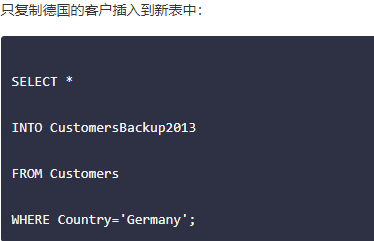 只复制德国的客户插入到新表中：
SELECT *
INTO CustomersBackup2013
FROM Customers
WHERE Country='Germany';